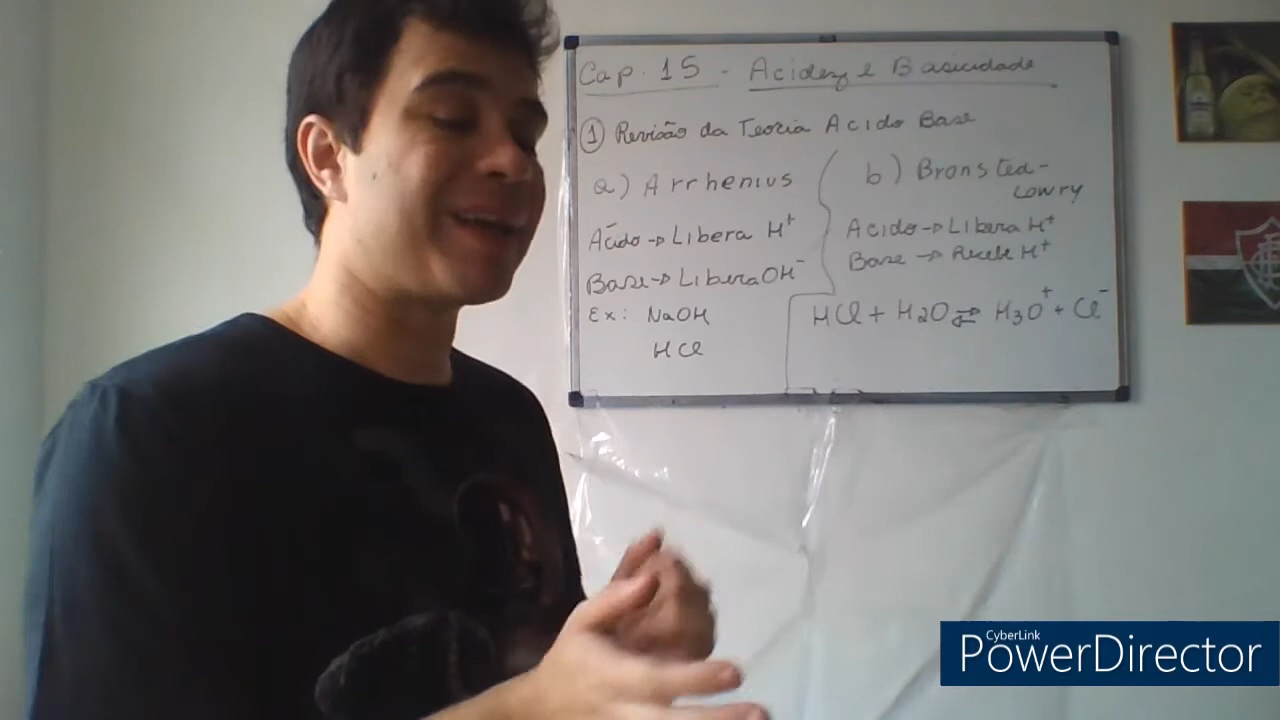 Cap. 15 - Acidez e Basicidade
① Revisão da Teoria Acido Base
a) Arrhenius
Ácido → Libera H⁺
Base → Libera OH⁻
Ex: NaOH
HCl
b) Bronsted-
Lowry
Acido → Libera H⁺
Base → Recebe H⁺
HCl + H₂O ⇌ H₃O⁺ + Cl⁻
CyberLink
PowerDirector